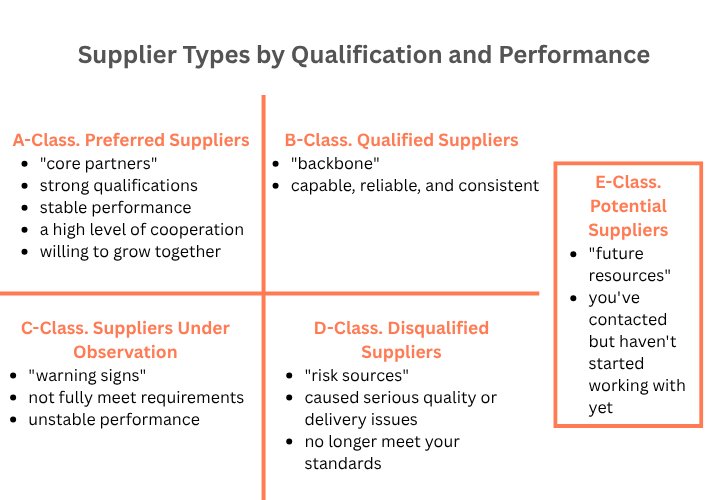 Supplier Types by Qualification and Performance
A-Class. Preferred Suppliers
• "core partners"
• strong qualifications
• stable performance
• a high level of cooperation
• willing to grow together
B-Class. Qualified Suppliers
• "backbone"
• capable, reliable, and consistent
E-Class.
Potential
Suppliers
• "future
resources"
• you've
contacted
but haven't
started
working with
yet
C-Class. Suppliers Under
Observation
• "warning signs"
• not fully meet requirements
• unstable performance
D-Class. Disqualified
Suppliers
• "risk sources"
• caused serious quality or
delivery issues
• no longer meet your
standards